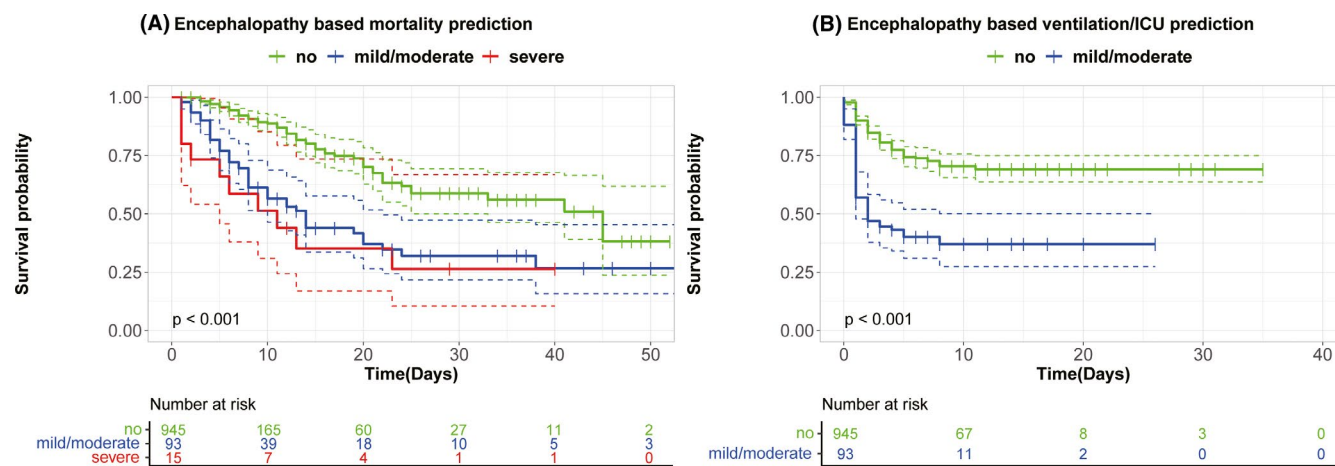 (A) Encephalopathy based mortality prediction
no mild/moderate severe
Survival probability
1.00
0.75
0.50
0.25
0.00
p < 0.001
0 10 20 30 40 50
Time(Days)
Number at risk
no 945 165 60 27 11 2
mild/moderate 93 39 18 10 5 3
severe 15 7 4 1 1 0
(B) Encephalopathy based ventilation/ICU prediction
no mild/moderate
Survival probability
1.00
0.75
0.50
0.25
0.00
p < 0.001
0 10 20 30 40
Time(Days)
Number at risk
no 945 67 8 3 0
mild/moderate 93 11 2 0 0